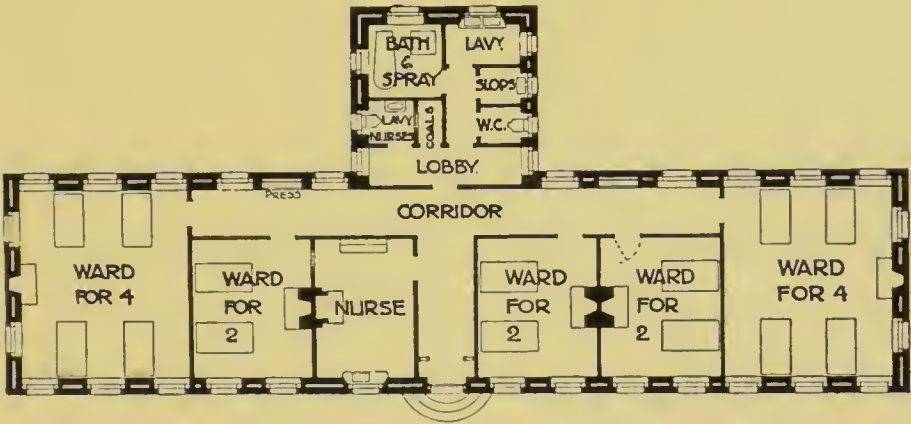 BATH
&
SPRAY
LAVY.
SLOPS
LAVY
NURSES
COALS
W.C.
LOBBY.
PRESS
CORRIDOR
WARD
FOR 4
WARD
FOR
2
NURSE
WARD
FOR
2
WARD
FOR
2
WARD
FOR 4